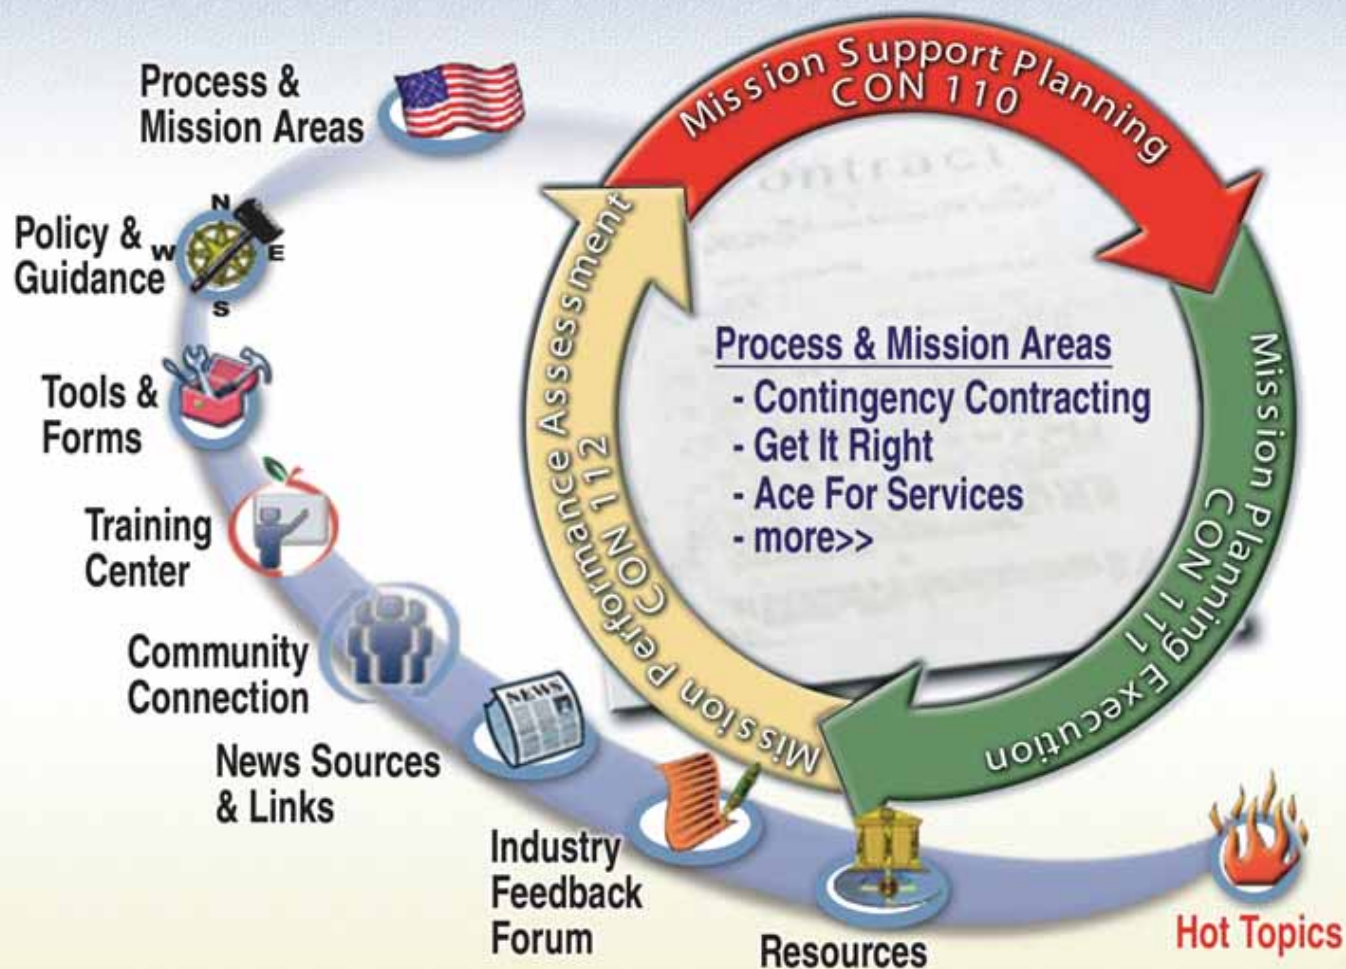 Process &
Mission Areas
N
W
E
S
Policy &
Guidance
Tools &
Forms
Training
Center
Community
Connection
NEWS
News Sources
& Links
Industry
Feedback
Forum
Resources
Hot Topics
Mission Support Planning
CON 110
Mission Planning Execution
CON 111
Mission Performance Assessment
CON 112
Process & Mission Areas
- Contingency Contracting
- Get It Right
- Ace For Services
- more>>
ontract